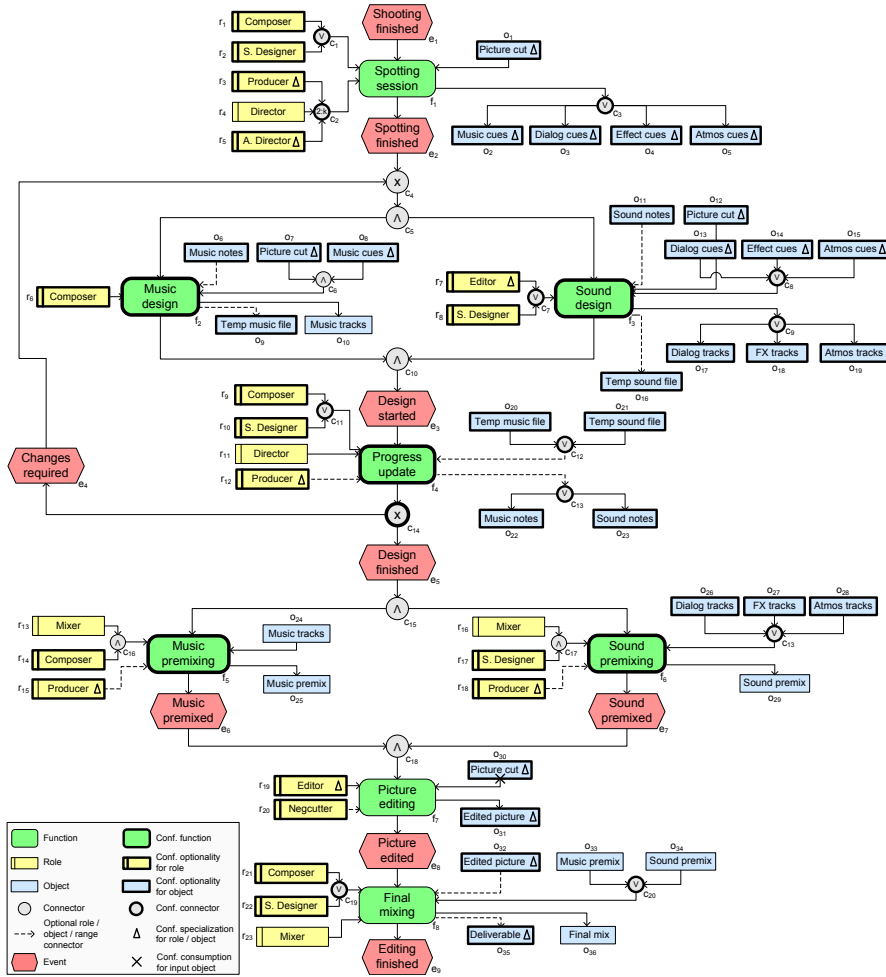 Shooting
finished
e1
r1 Composer
r2 S. Designer
V c1
r3 Producer Δ
r4 Director
r5 A. Director Δ
2:k c2
o1
Picture cut Δ
Spotting
session
f1
V c3
Music cues Δ
o2
Dialog cues Δ
o3
Effect cues Δ
o4
Atmos cues Δ
o5
Spotting
finished
e2
x
c4
Λ
c5
o6
Music notes
o7
Picture cut Δ
o8
Music cues Δ
Λ
c6
r6 Composer
Music
design
f2
Temp music file
o9
Music tracks
o10
o11
Sound notes
o12
Picture cut Δ
o13
Dialog cues Δ
o14
Effect cues Δ
o15
Atmos cues Δ
V
c8
r7 Editor Δ
r8 S. Designer
V
c7
Sound
design
f3
V
c9
Dialog tracks
o17
FX tracks
o18
Atmos tracks
o19
Temp sound file
o16
Λ
c10
Design
started
e3
r9 Composer
r10 S. Designer
V
c11
r11 Director
r12 Producer Δ
Progress
update
f4
o20
Temp music file
o21
Temp sound file
V
c12
V
c13
Music notes
o22
Sound notes
o23
Changes
required
e4
x
c14
Design
finished
e5
Λ
c15
r13 Mixer
r14 Composer
Λ
c16
r15 Producer Δ
Music
premixing
f5
o24
Music tracks
Music premix
o25
r16 Mixer
r17 S. Designer
Λ
c17
r18 Producer Δ
Sound
premixing
f6
o26
Dialog tracks
o27
FX tracks
o28
Atmos tracks
V
c13
Sound premix
o29
Music
premixed
e6
Sound
premixed
e7
Λ
c18
r19 Editor Δ
r20 Negcutter
Picture
editing
f7
o30
Picture cut Δ
Edited picture Δ
o31
Picture
edited
e8
o32
Edited picture Δ
o33
Music premix
o34
Sound premix
V
c20
r21 Composer
r22 S. Designer
V
c19
r23 Mixer
Final
mixing
f8
Deliverable Δ
o35
Final mix
o36
Editing
finished
e9
Function
Role
Object
Connector
Optional role /
object / range
connector
Event
Conf. function
Conf. optionality
for role
Conf. optionality
for object
Conf. connector
Δ Conf. specialization
for role / object
Conf. consumption
for input object